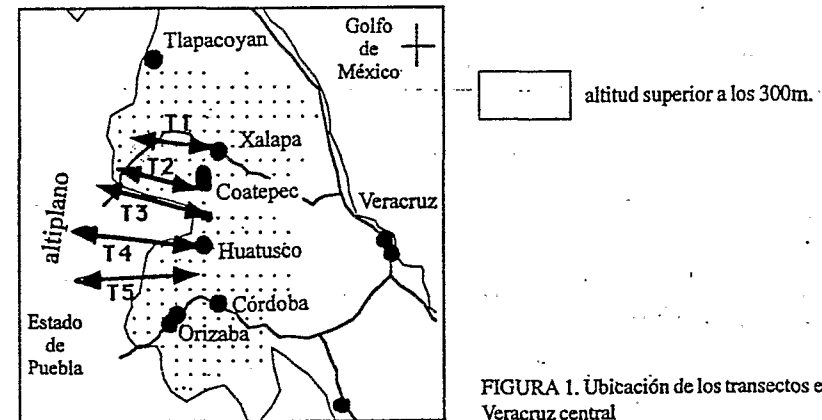 Tlapacoyan
Golfo
de
México
altitud superior a los 300m.
T1
Xalapa
T2
Coatepec
Veracruz
altiplano
T3
Huatusco
T4
T5
Córdoba
Estado
de
Puebla
Orizaba
FIGURA 1. Ubicación de los transectos e
Veracruz central